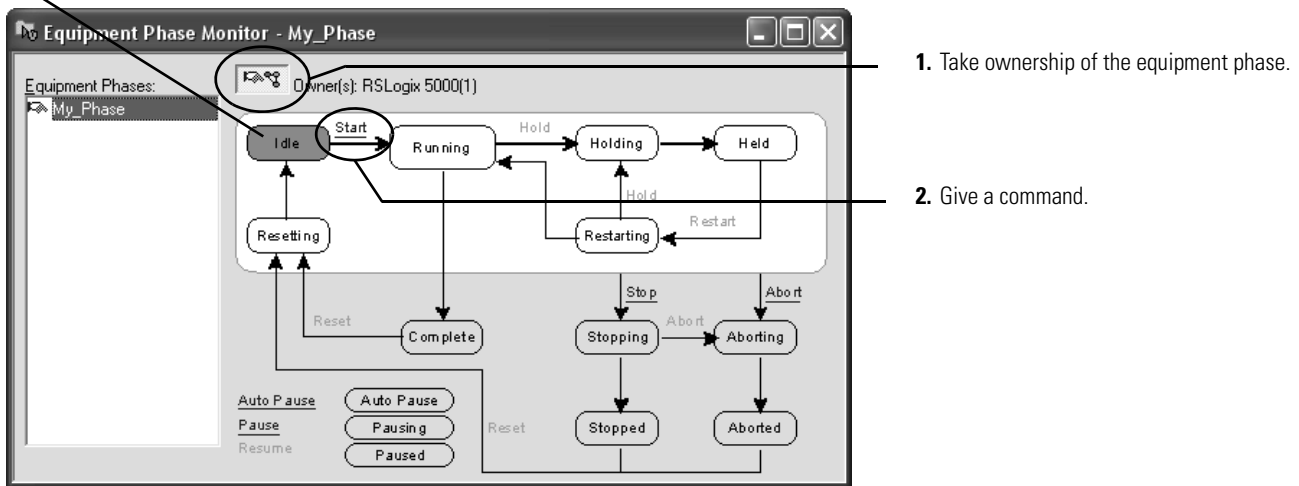 Equipment Phase Monitor - My_Phase
1. Take ownership of the equipment phase.
Equipment Phases:
Owner(s): RSLogix 5000(1)
My_Phase
Start
Hold
Idle
Running
Holding
Held
2. Give a command.
Hold
Restart
Resetting
Restarting
Stop
Abort
Reset
Abort
Complete
Stopping
Aborting
Auto Pause
Auto Pause
Pause
Pausing
Reset
Stopped
Aborted
Resume
Paused